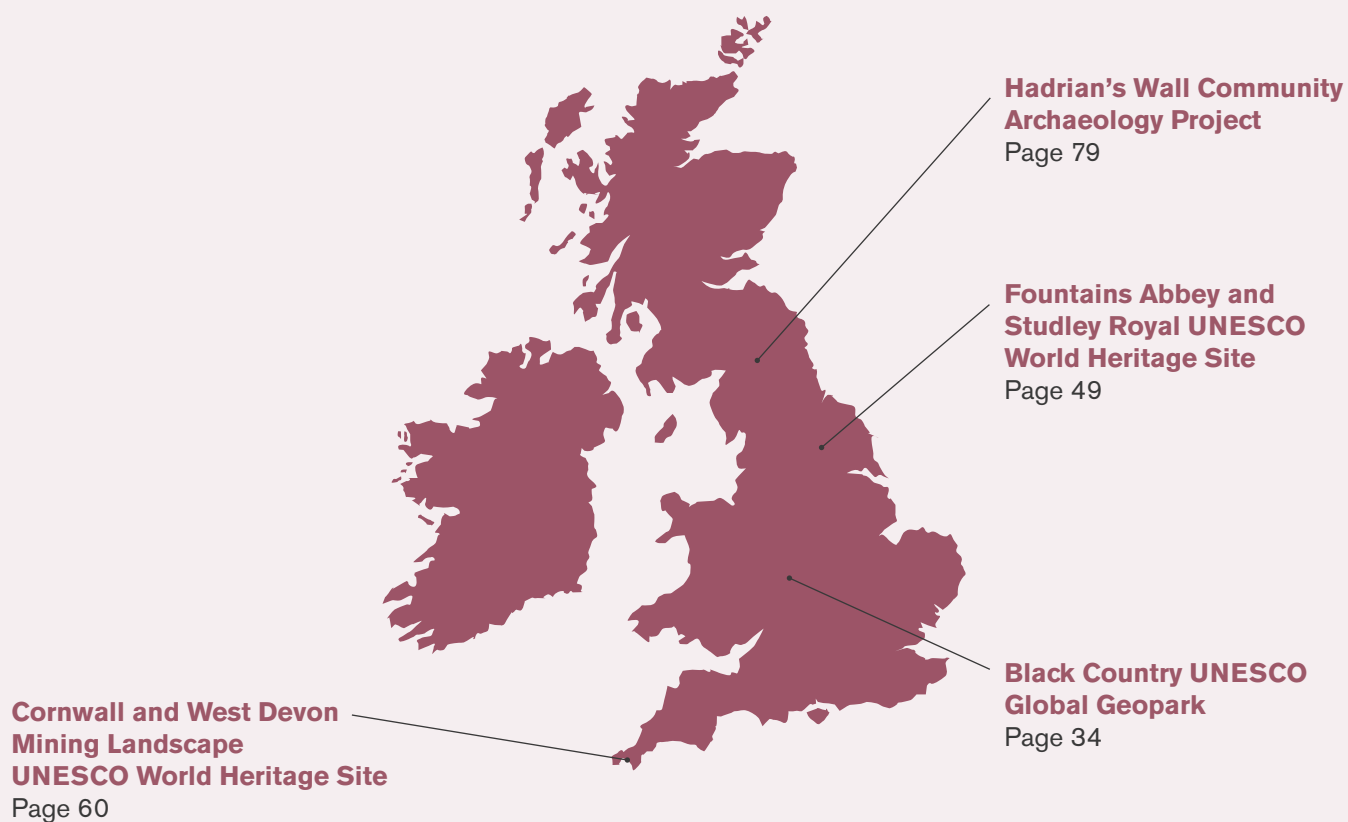 Hadrian’s Wall Community
Archaeology Project
Page 79
Fountains Abbey and
Studley Royal UNESCO
World Heritage Site
Page 49
Black Country UNESCO
Global Geopark
Page 34
Cornwall and West Devon
Mining Landscape
UNESCO World Heritage Site
Page 60